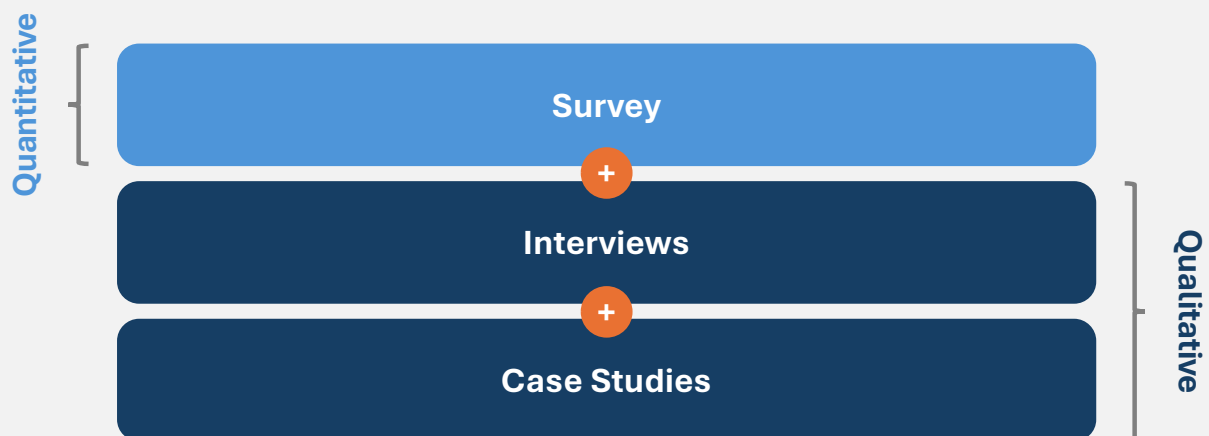 Quantitative
Survey
+
Interviews
+
Case Studies
Qualitative